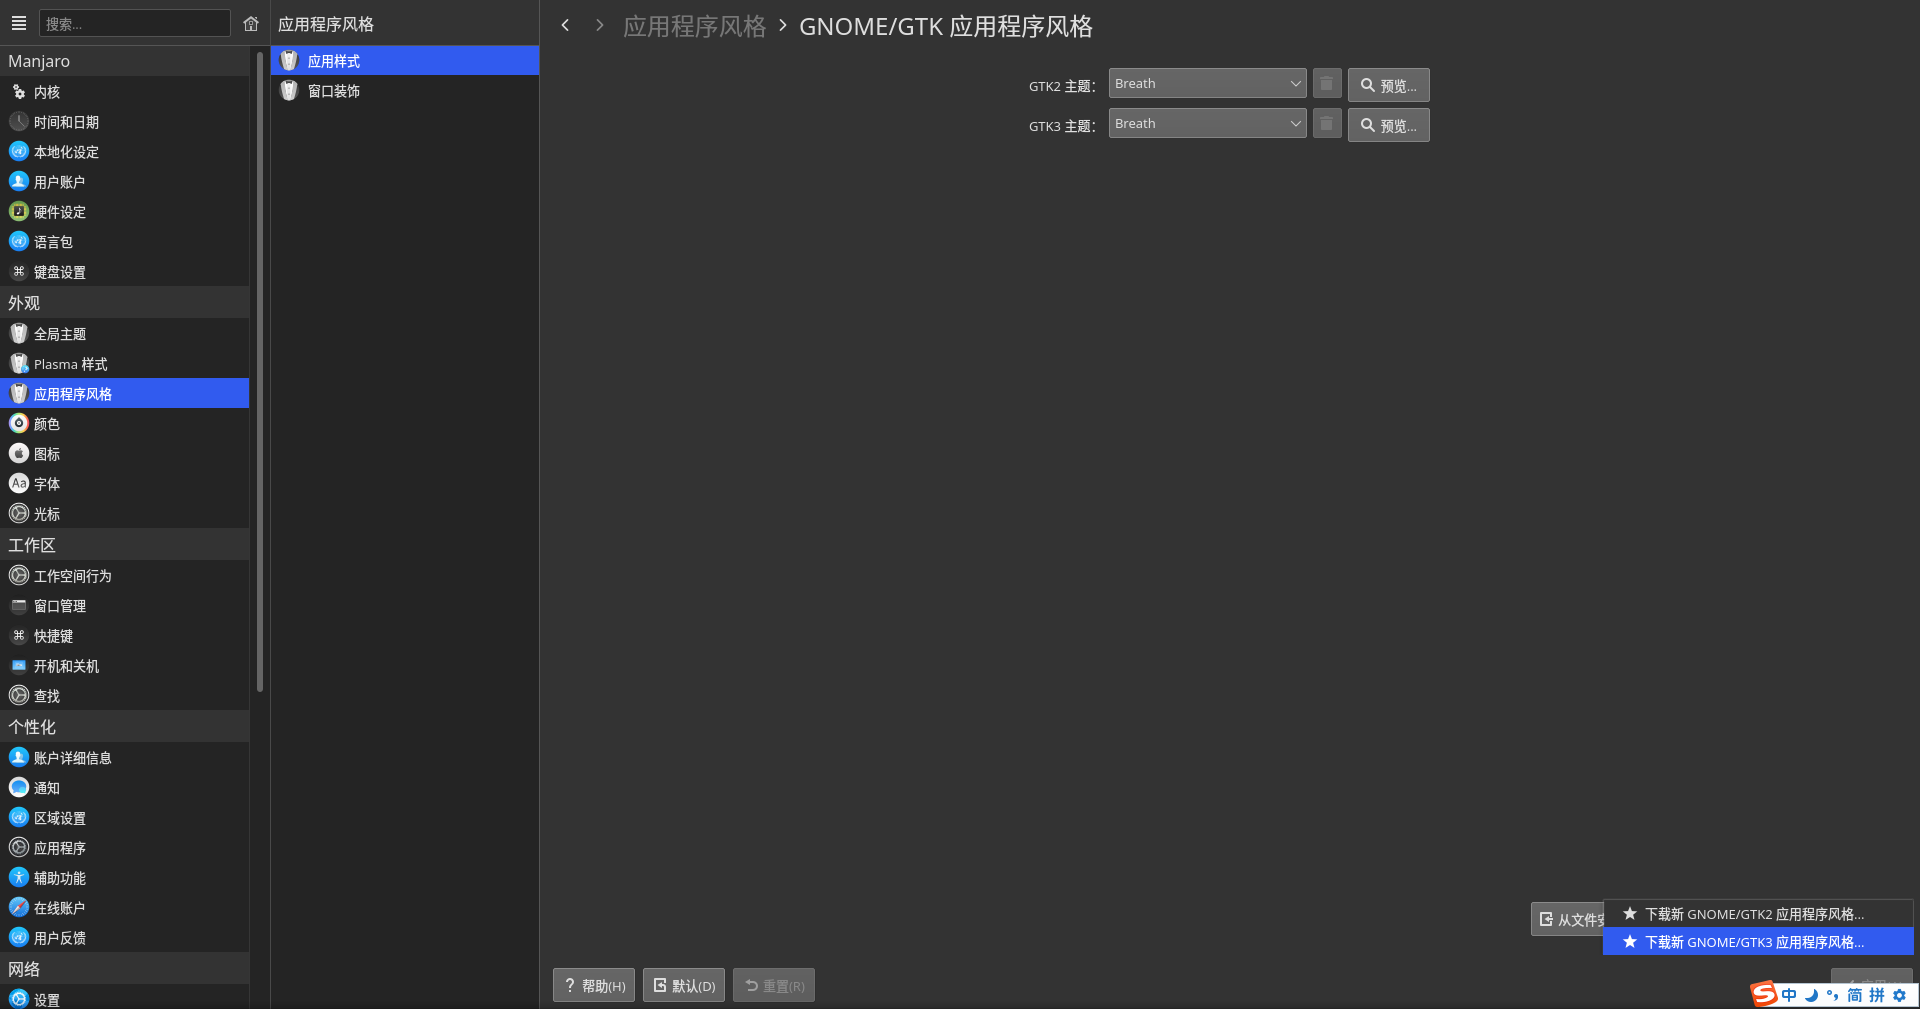 搜索...
Manjaro
内核
时间和日期
本地化设定
用户账户
硬件设定
语言包
键盘设置
外观
全局主题
Plasma 样式
应用程序风格
颜色
图标
Aa 字体
光标
工作区
工作空间行为
窗口管理
快捷键
开机和关机
查找
个性化
账户详细信息
通知
区域设置
应用程序
辅助功能
在线账户
用户反馈
网络
设置
应用程序风格
应用样式
窗口装饰
应用程序风格 > GNOME/GTK 应用程序风格
GTK2 主题： Breath 预览...
GTK3 主题： Breath 预览...
从文件安
下载新 GNOME/GTK2 应用程序风格...
下载新 GNOME/GTK3 应用程序风格...
? 帮助(H) 默认(D) 重置(R)
S 中 °, 简 拼